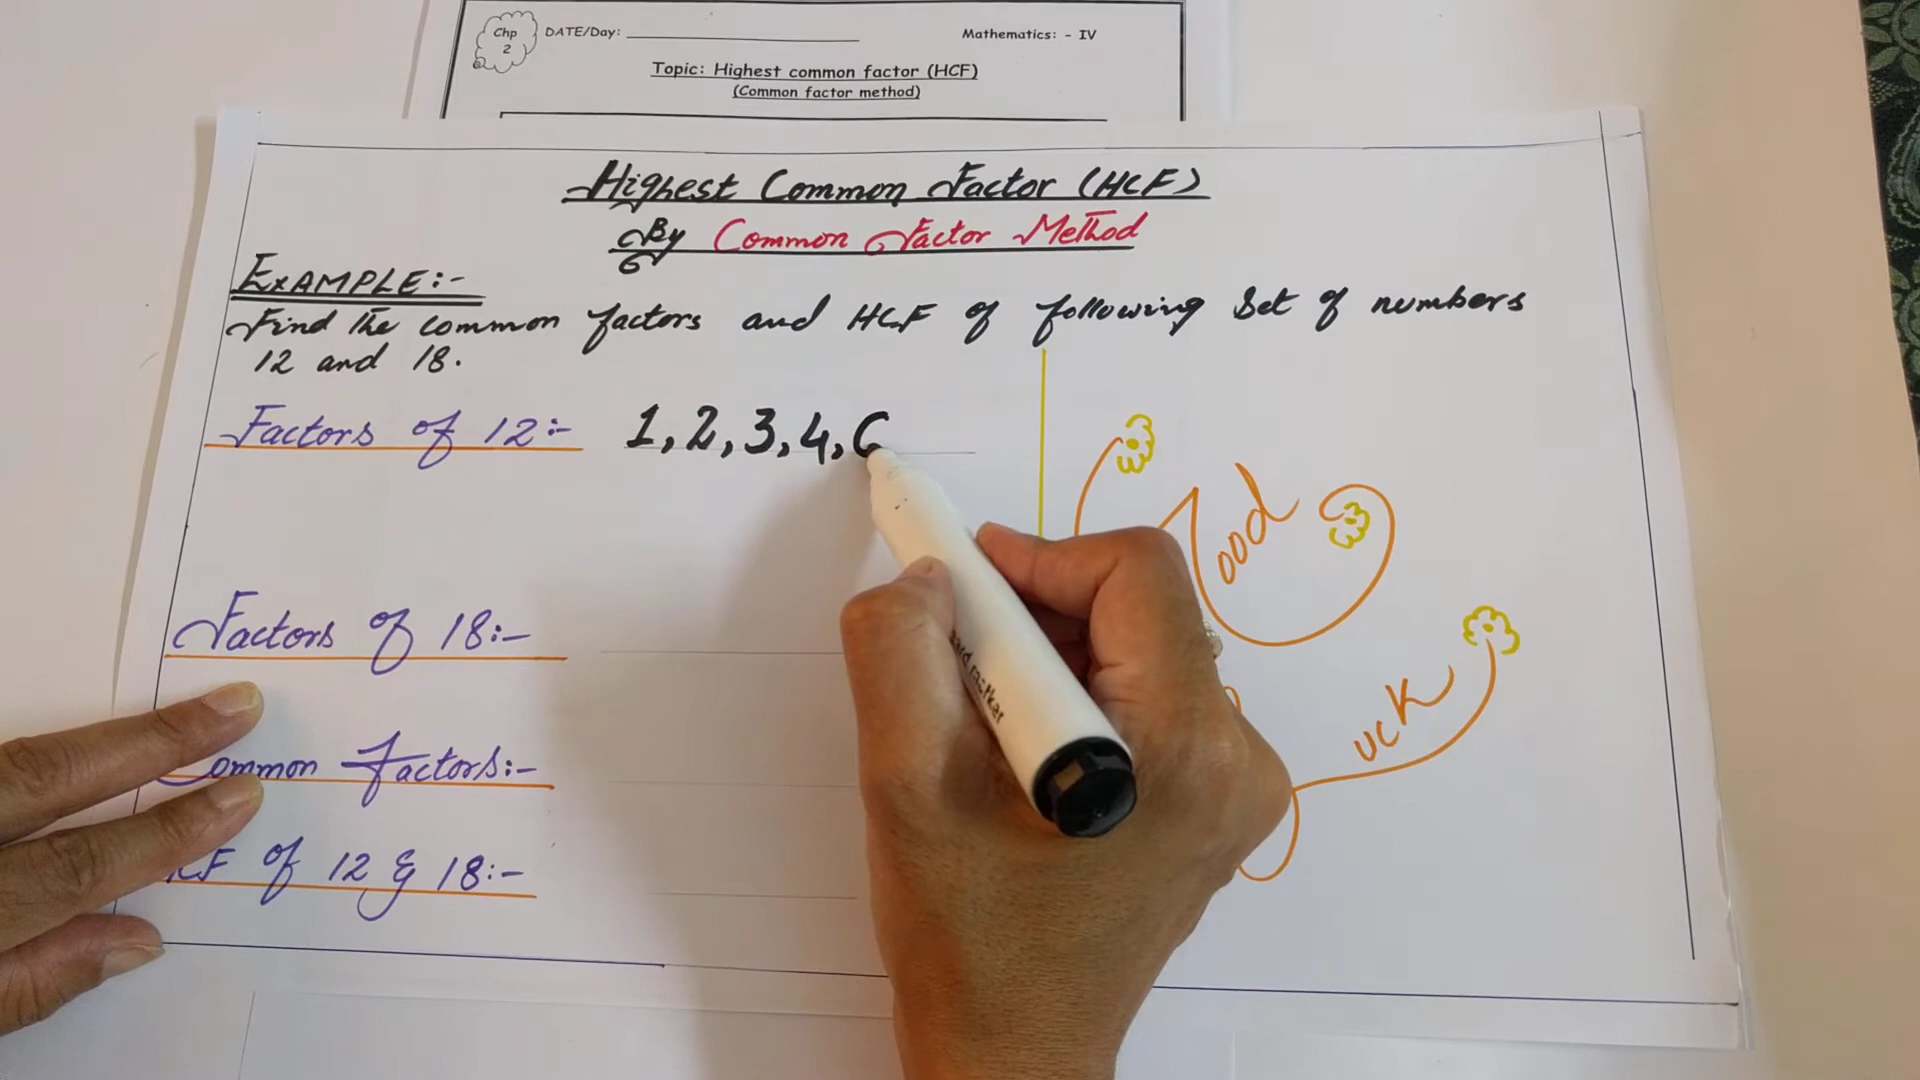 Chp
2
DATE/Day:
Mathematics: - IV
Topic: Highest common factor (HCF)
(Common factor method)
Highest Common Factor (HCF)
By Common Factor Method
EXAMPLE:-
Find the common factors and HCF of following set of numbers
12 and 18.
Factors of 12:- 1, 2, 3, 4, 6
ood
Factors of 18:-
uck
Common Factors:-
CF of 12 & 18:-